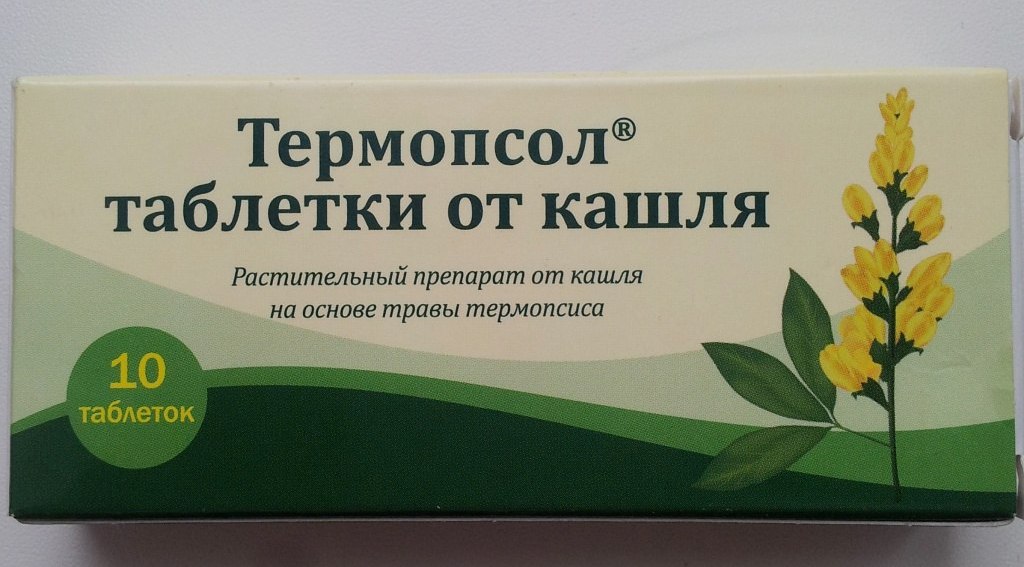 Термопсол®
таблетки от кашля
Растительный препарат от кашля
на основе травы термопсиса
10
таблеток